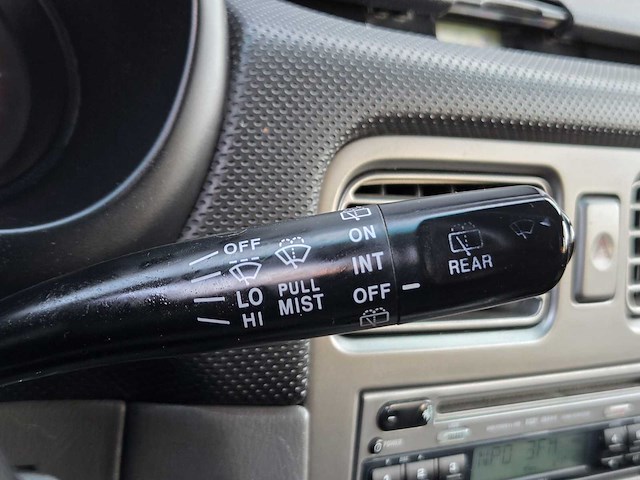 OFF
LO
HI
PULL
MIST
ON
INT
OFF
REAR